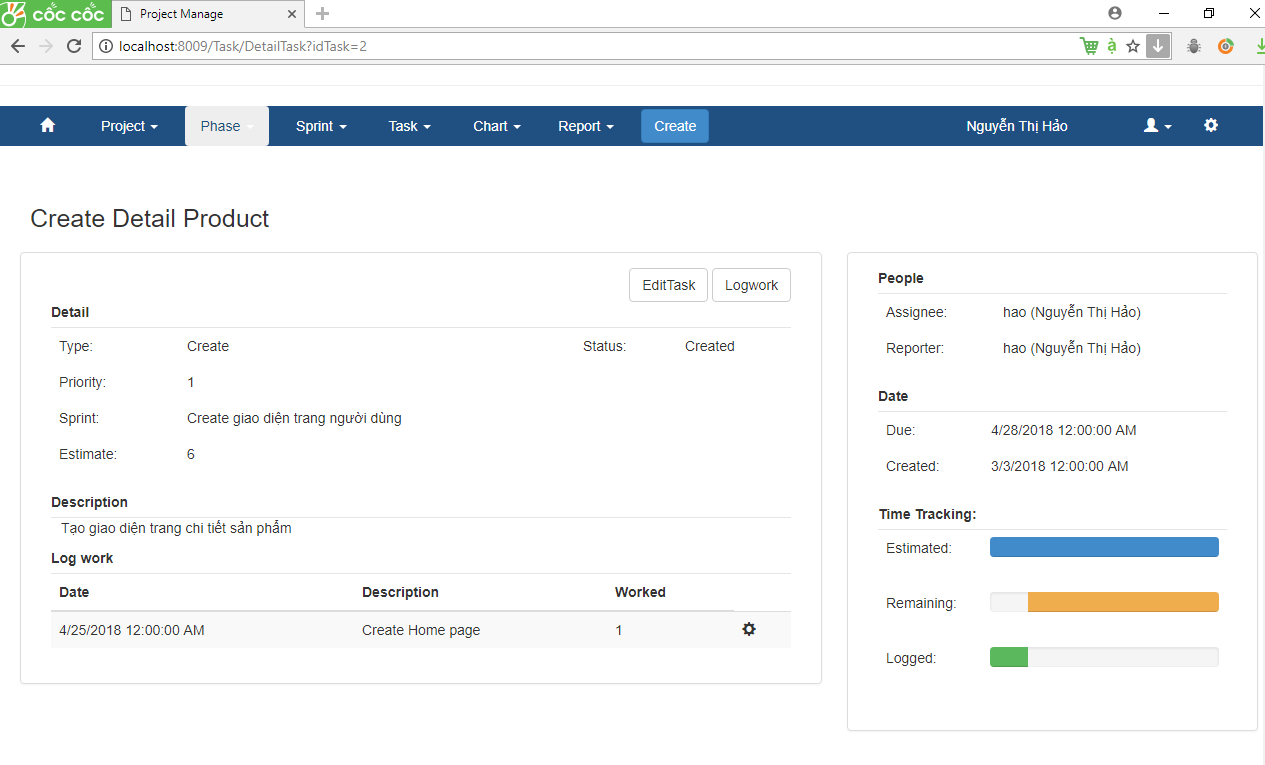 cốc cốc Project Manage
localhost:8009/Task/DetailTask?idTask=2
Project Phase Sprint Task Chart Report Create Nguyễn Thị Hảo
Create Detail Product
EditTask Logwork
Detail
Type: Create Status: Created
Priority: 1
Sprint: Create giao diện trang người dùng
Estimate: 6
Description
Tạo giao diện trang chi tiết sản phẩm
Log work
Date Description Worked
4/25/2018 12:00:00 AM Create Home page 1
People
Assignee: hao (Nguyễn Thị Hảo)
Reporter: hao (Nguyễn Thị Hảo)
Date
Due: 4/28/2018 12:00:00 AM
Created: 3/3/2018 12:00:00 AM
Time Tracking:
Estimated:
Remaining:
Logged: